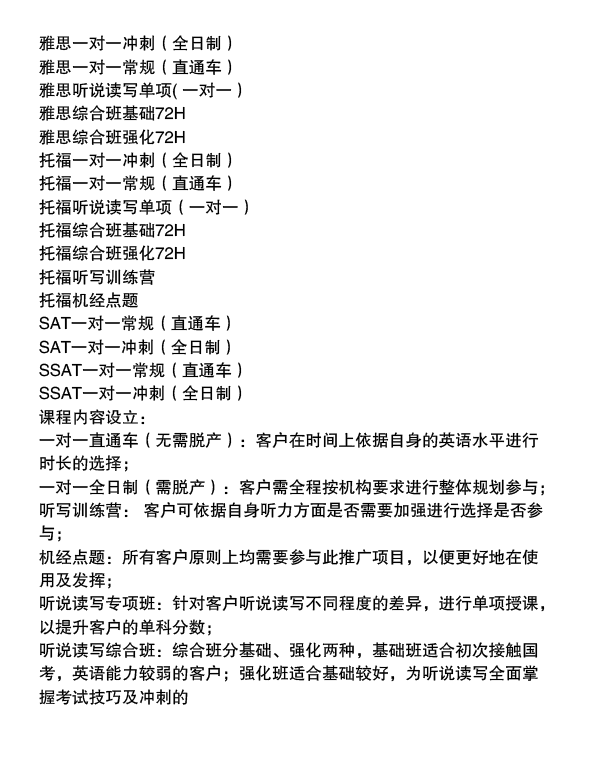 雅思一对一冲刺（全日制）
雅思一对一常规（直通车）
雅思听说读写单项(一对一）
雅思综合班基础72H
雅思综合班强化72H
托福一对一冲刺（全日制）
托福一对一常规（直通车）
托福听说读写单项（一对一）
托福综合班基础72H
托福综合班强化72H
托福听写训练营
托福机经点题
SAT一对一常规（直通车）
SAT一对一冲刺（全日制）
SSAT一对一常规（直通车）
SSAT一对一冲刺（全日制）
课程内容设立：
一对一直通车（无需脱产）：客户在时间上依据自身的英语水平进行
时长的选择；
一对一全日制（需脱产）：客户需全程按机构要求进行整体规划参与；
听写训练营： 客户可依据自身听力方面是否需要加强进行选择是否参
与；
机经点题：所有客户原则上均需要参与此推广项目，以便更好地在使
用及发挥；
听说读写专项班：针对客户听说读写不同程度的差异，进行单项授课，
以提升客户的单科分数；
听说读写综合班：综合班分基础、强化两种，基础班适合初次接触国
考，英语能力较弱的客户；强化班适合基础较好，为听说读写全面掌
握考试技巧及冲刺的